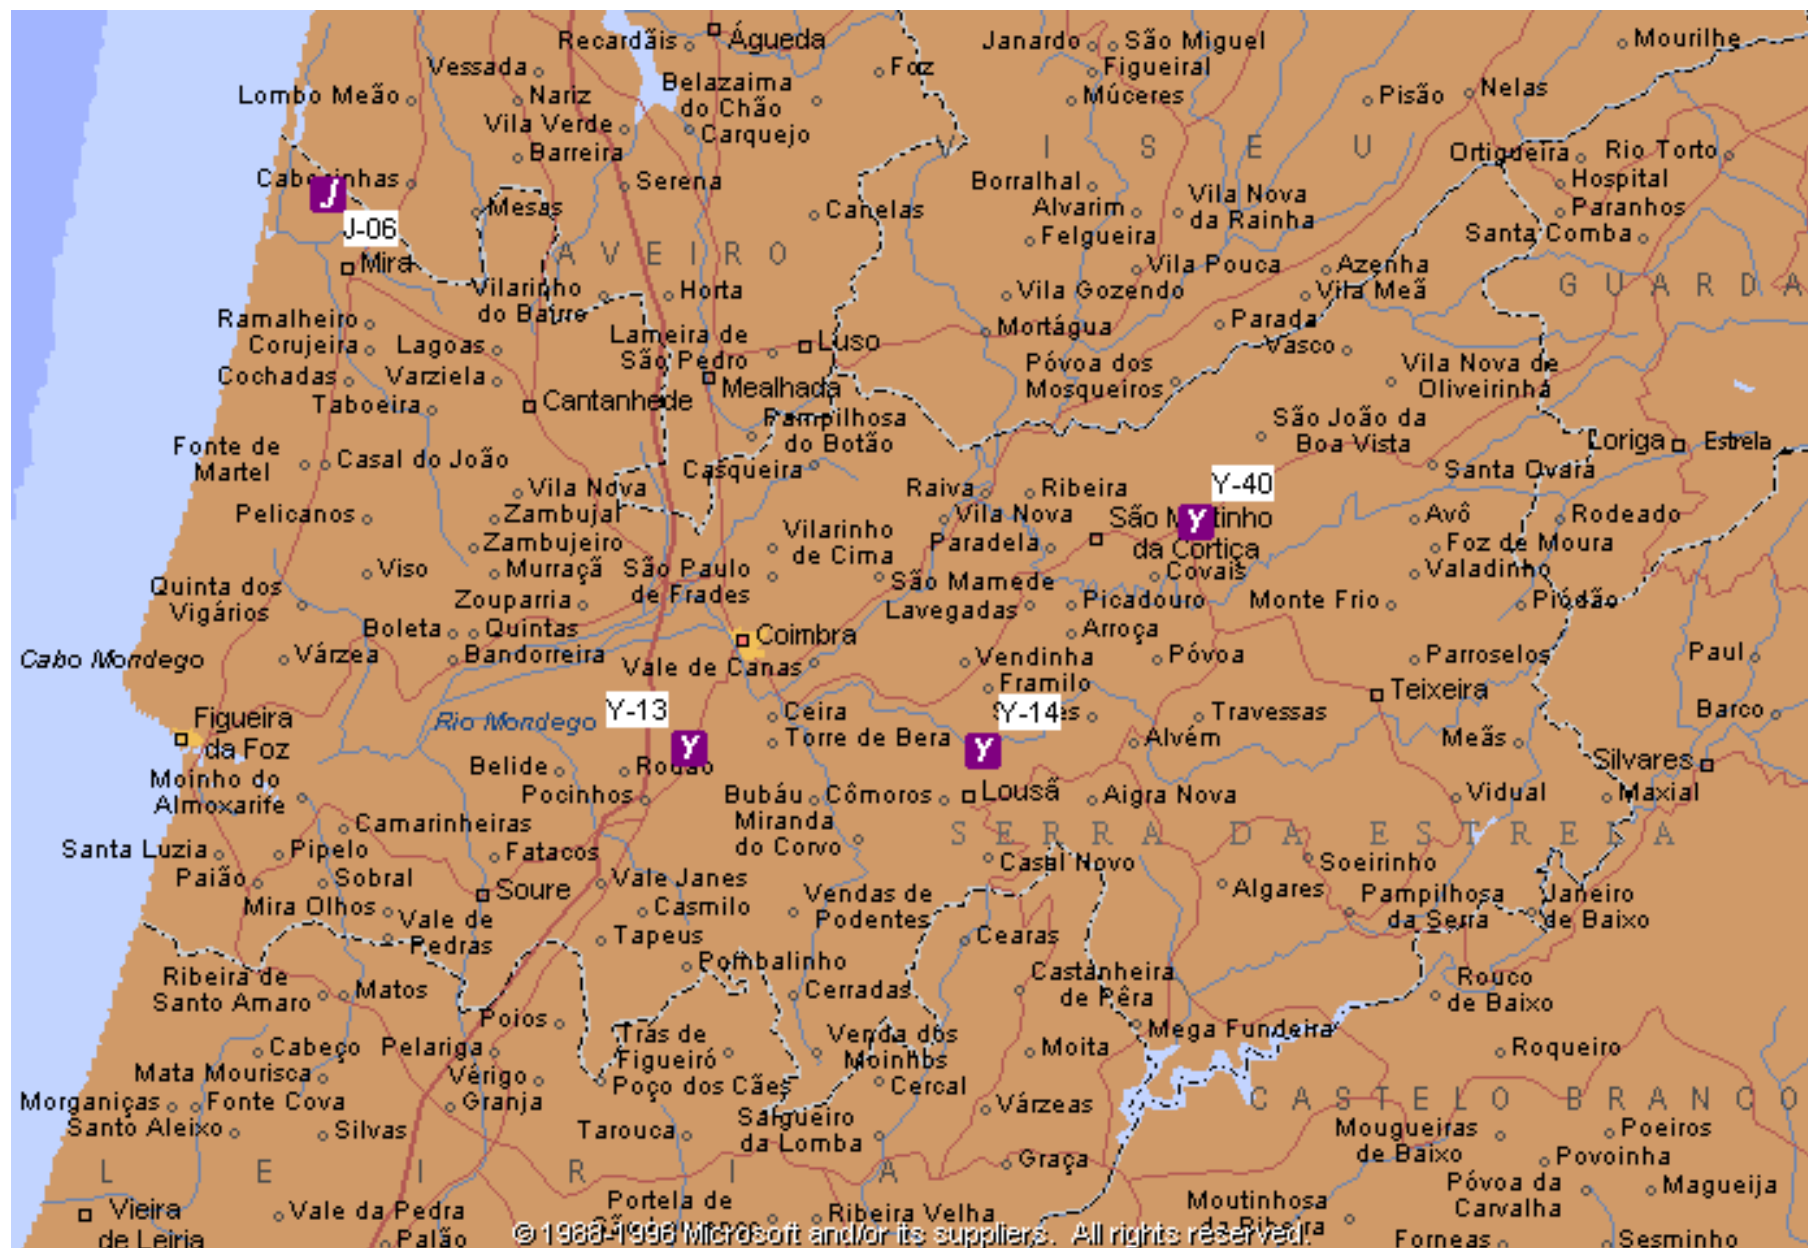 Recardãis
Águeda
Janardo
São Miguel
Mourilhe
Vessada
Foz
Figueiral
Belazaima
do Chão
Lombo Meão
Nariz
Múceres
Pisão
Nelas
Vila Verde
Carquejo
Barreira
V I S E U
Ortigueira
Rio Torto
Serena
Borralhal
Hospital
J
Vila Nova
da Rainha
Mesas
Canelas
Alvarim
Paranhos
J-06
Felgueira
Santa Comba
A V E I R O
Mira
Vila Pouca
Azenha
G U A R D A
Vilarinho
do Bairro
Horta
Vila Gozendo
Vila Meã
Ramalheiro
Mortágua
Parada
Corujeira
Lagoas
Lameira de
São Pedro
Luso
Vasco
Póvoa dos
Mosqueiros
Vila Nova de
Oliveirinha
Cochadas
Varziela
Mealhada
Taboeira
Cantanhede
Pampilhosa
do Botão
São João da
Boa Vista
Fonte de
Martel
Casal do João
Casqueira
Loriga
Estrela
Santa Ovara
Vila Nova
Raiva
Ribeira
Y-40
Pelicanos
Zambujal
Vila Nova
Y
Avô
Rodeado
Vilarinho
de Cima
da Cortiça
Zambujeiro
Paradela
Foz de Moura
Viso
Murraçã
São Paulo
de Frades
São Mamede
Covais
Valadinho
Quinta dos
Vigários
Zouparria
Lavegadas
Picadouro
Monte Frio
Piódão
Boleta
Quintas
Coimbra
Arroça
Cabo Mondego
Várzea
Bandorreira
Vale de Canas
Vendinha
Póvoa
Parroselos
Paul
Framilo
Teixeira
Figueira
da Foz
Rio Mondego
Y-13
Ceira
Y-14
Travessas
Barco
Y
Torre de Bera
Y
Alvém
Meãs
Moinho do
Almoxarife
Belide
Silvares
Pocinhos
Bubáu
Cômoros
Lousã
Aigra Nova
Vidual
Maxial
Camarinheiras
Miranda
do Corvo
S E R R A D A E S T R E L A
Santa Luzia
Pipelo
Fatacos
Casal Novo
Soeirinho
Paião
Sobral
Soure
Vale Janes
Algares
Mira Olhos
Vale de
Pedras
Casmilo
Vendas de
Podentes
Pampilhosa
da Serra
Janeiro
de Baixo
Tapeus
Cearas
Pombalinho
Ribeira de
Santo Amaro
Matos
Cerradas
Castanheira
de Pêra
Rouco
de Baixo
Poios
Trás de
Figueiró
Venda dos
Moinhos
Mega Fundeira
Cabeço
Pelariga
Moita
Roqueiro
Mata Mourisca
Vérigo
Poço dos Cães
Cercal
Morganiças
Fonte Cova
Granja
Várzeas
C A S T E L O B R A N C O
Santo Aleixo
Silvas
Tarouca
Salgueiro
da Lomba
Mougueiras
de Baixo
Poeiros
L E I R I A
Graça
Povoinha
Vieira
de Leiria
Vale da Pedra
Portela de
Ribeira Velha
Moutinhosa
da Ribeira
Póvoa da
Carvalha
Magueija
Palão
© 1988-1996 Microsoft and/or its suppliers. All rights reserved.
Forneas
Sesminho